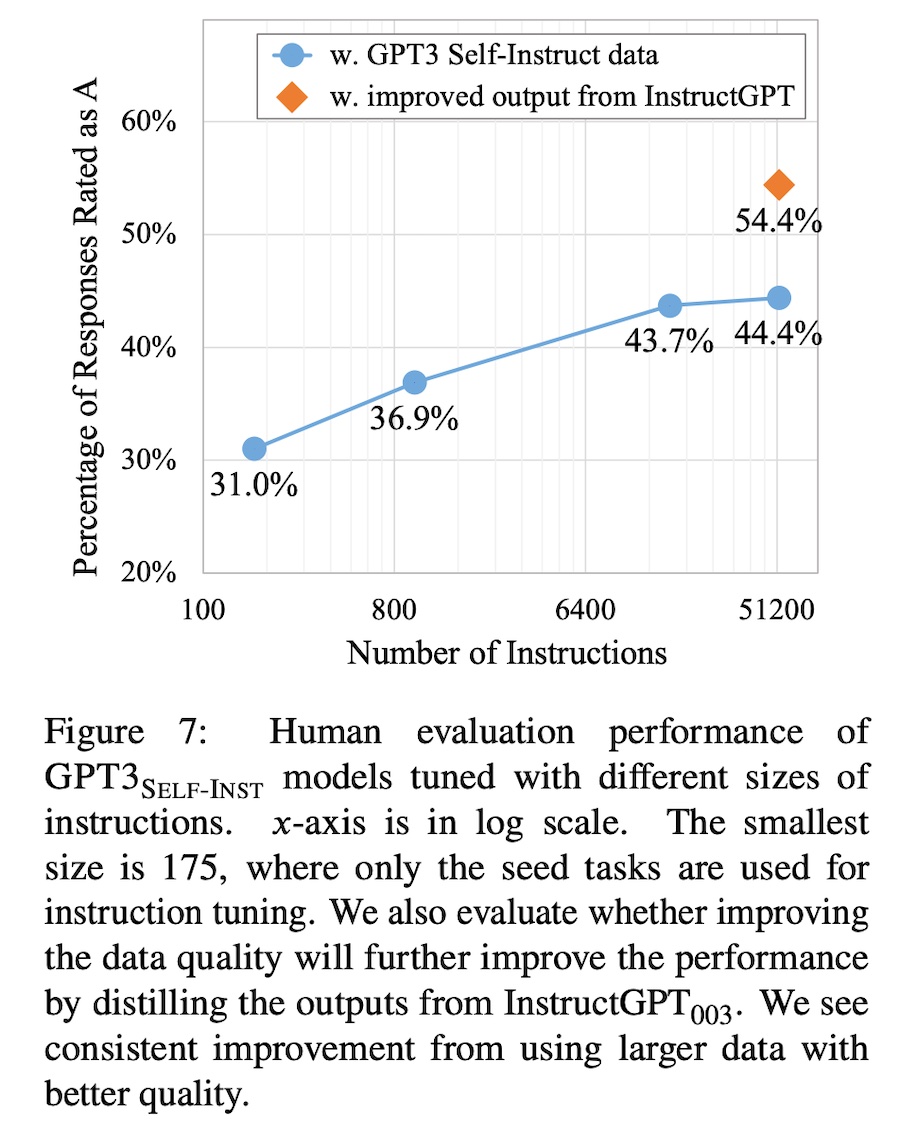 w. GPT3 Self-Instruct data
w. improved output from InstructGPT
Percentage of Responses Rated as A
60%
50%
40%
30%
20%
54.4%
43.7%
44.4%
36.9%
31.0%
100
800
6400
51200
Number of Instructions
Figure 7: Human evaluation performance of
GPT3SELF-INST models tuned with different sizes of
instructions. x-axis is in log scale. The smallest
size is 175, where only the seed tasks are used for
instruction tuning. We also evaluate whether improving
the data quality will further improve the performance
by distilling the outputs from InstructGPT003. We see
consistent improvement from using larger data with
better quality.